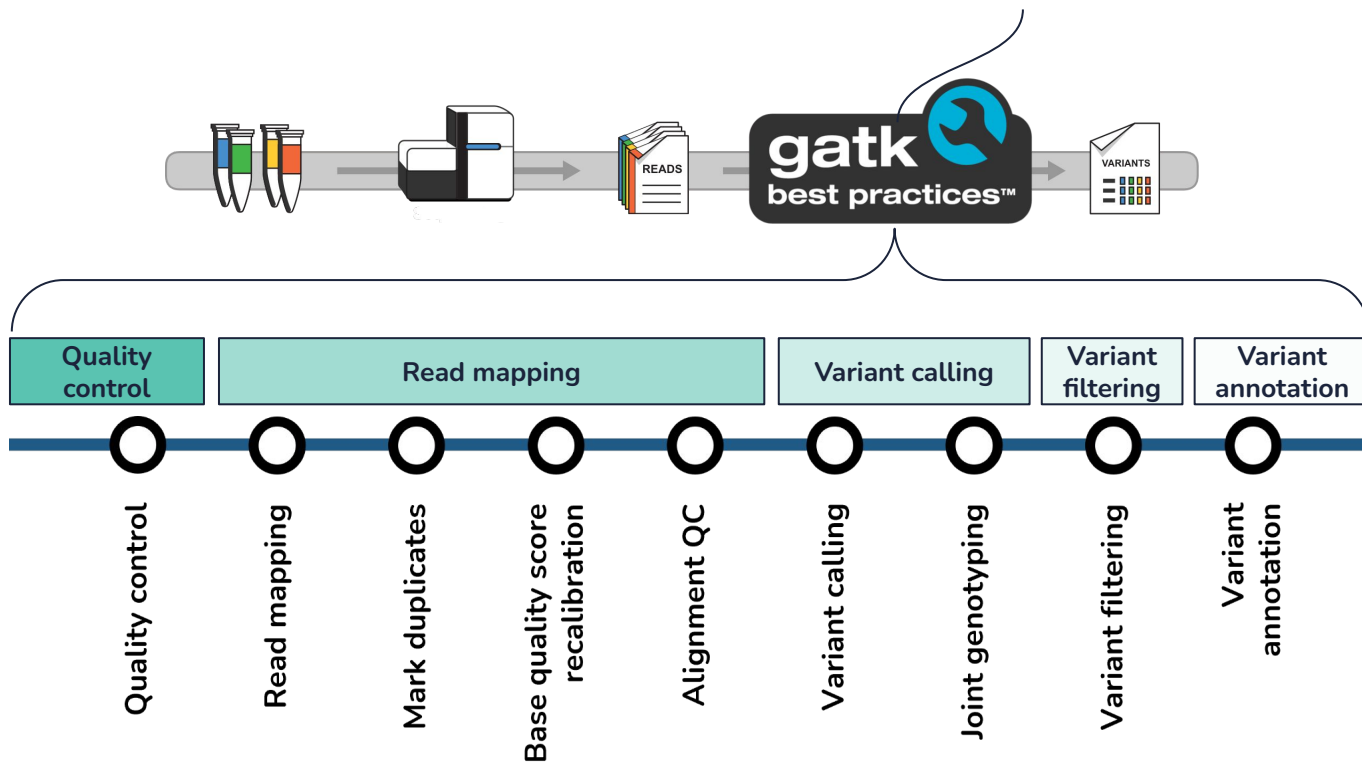 READS
gatk
best practices™
VARIANTS
Quality
control
Read mapping
Variant calling
Variant
filtering
Variant
annotation
Quality control
Read mapping
Mark duplicates
Base quality score
recalibration
Alignment QC
Variant calling
Joint genotyping
Variant filtering
Variant
annotation